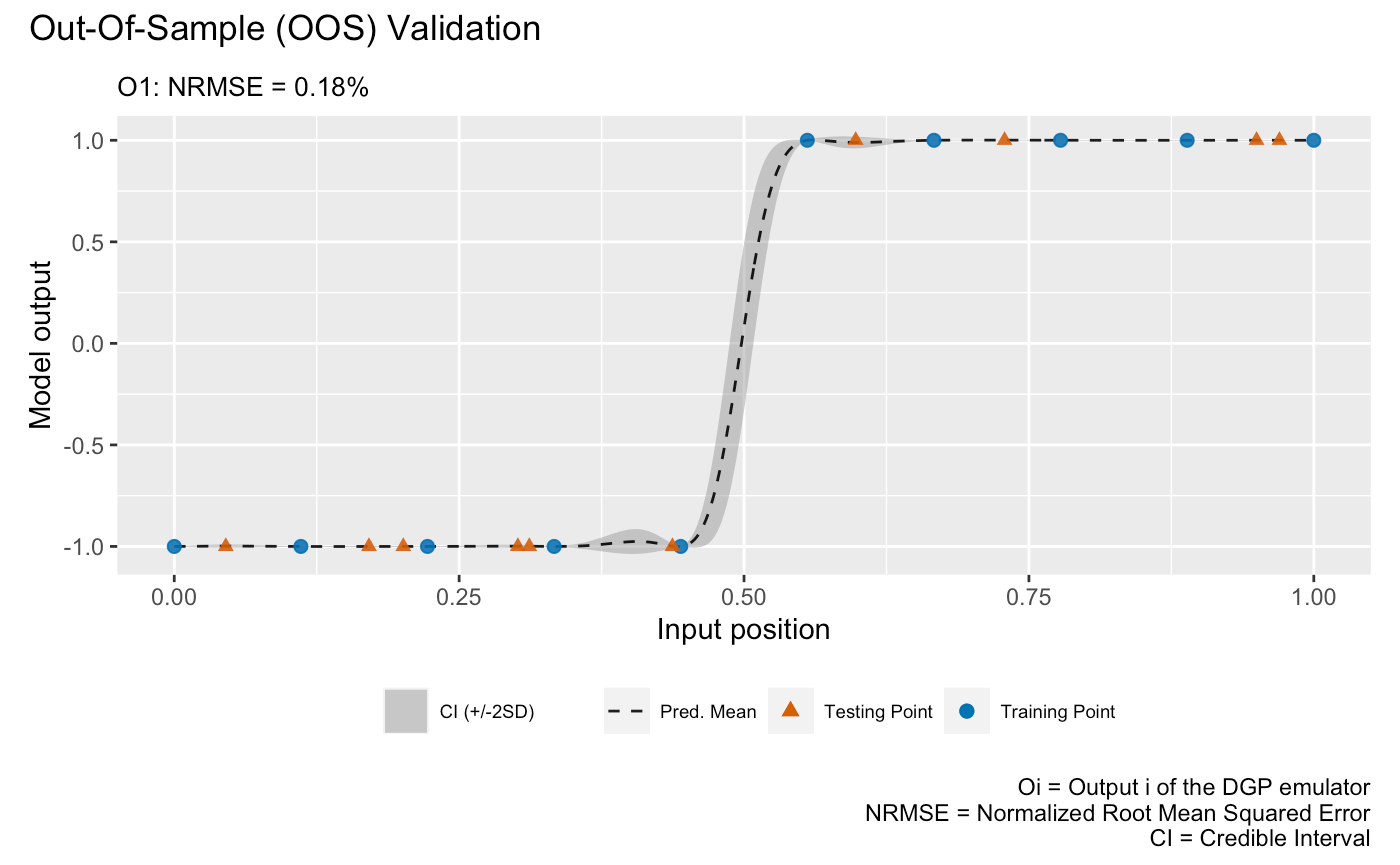 Out-Of-Sample (OOS) Validation
O1: NRMSE = 0.18%
1.0
0.5
0.0
-0.5
-1.0
Model output
0.00 0.25 0.50 0.75 1.00
Input position
CI (+/-2SD) Pred. Mean Testing Point Training Point
Oi = Output i of the DGP emulator
NRMSE = Normalized Root Mean Squared Error
CI = Credible Interval